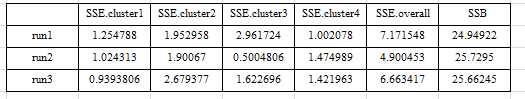 SSE.cluster1 SSE.cluster2 SSE.cluster3 SSE.cluster4 SSE.overall SSB
run1 1.254788 1.952958 2.961724 1.002078 7.171548 24.94922
run2 1.024313 1.90067 0.5004806 1.474989 4.900453 25.7295
run3 0.9393806 2.679377 1.622696 1.421963 6.663417 25.66245